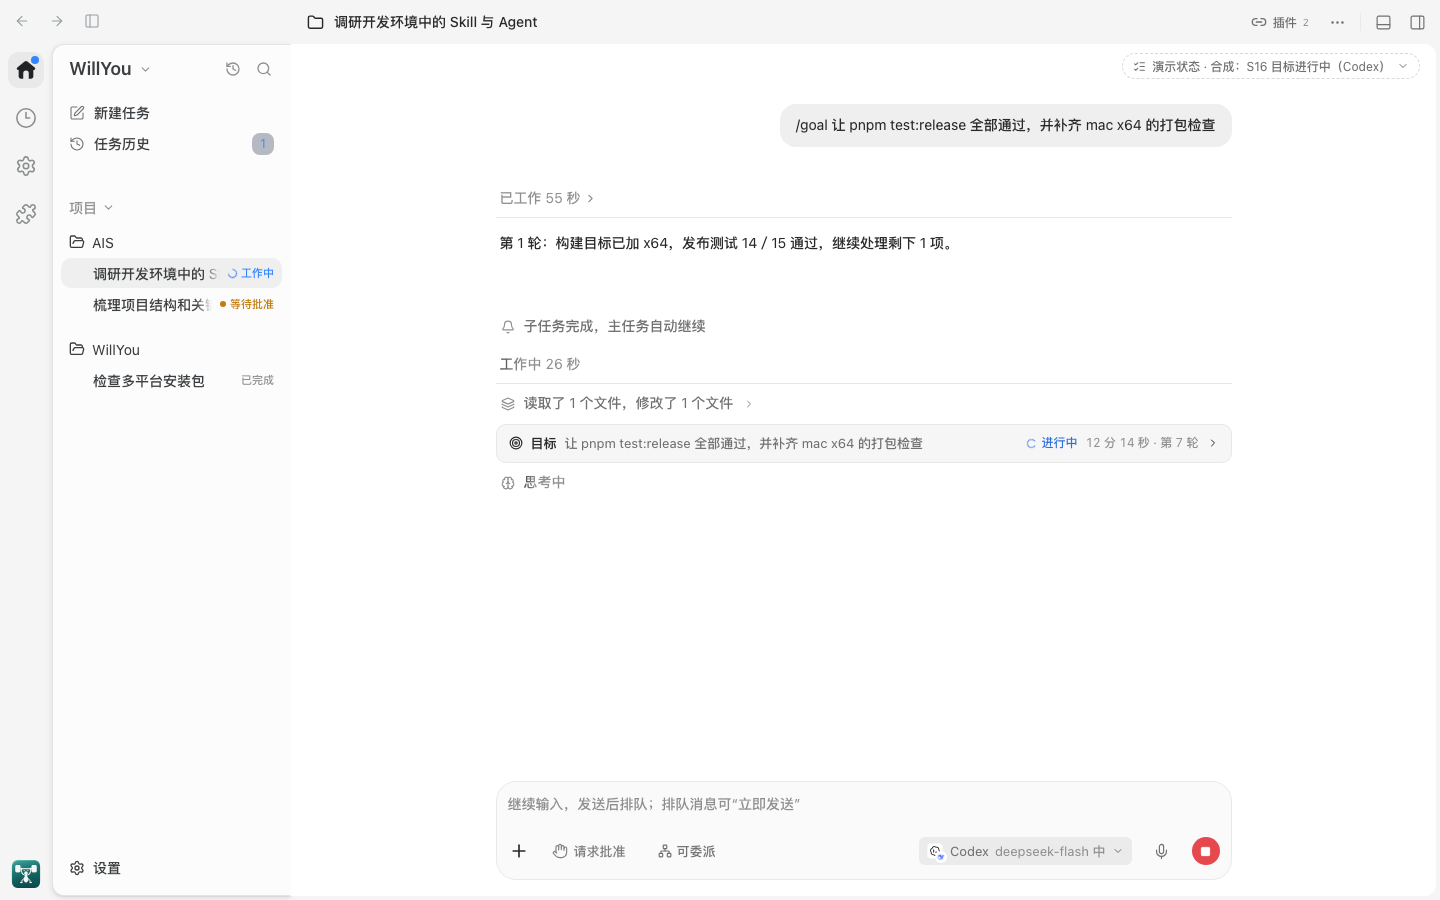 调研开发环境中的 Skill 与 Agent
插件 2
WillYou
演示状态 · 合成：S16 目标进行中（Codex）
新建任务
任务历史 1
项目
AIS
调研开发环境中的 S 工作中
梳理项目结构和关 等待批准
WillYou
检查多平台安装包 已完成
设置
/goal 让 pnpm test:release 全部通过，并补齐 mac x64 的打包检查
已工作 55 秒
第 1 轮：构建目标已加 x64，发布测试 14 / 15 通过，继续处理剩下 1 项。
子任务完成，主任务自动继续
工作中 26 秒
读取了 1 个文件，修改了 1 个文件
目标 让 pnpm test:release 全部通过，并补齐 mac x64 的打包检查 进行中 12 分 14 秒 · 第 7 轮
思考中
继续输入，发送后排队；排队消息可“立即发送”
请求批准 可委派 Codex deepseek-flash 中